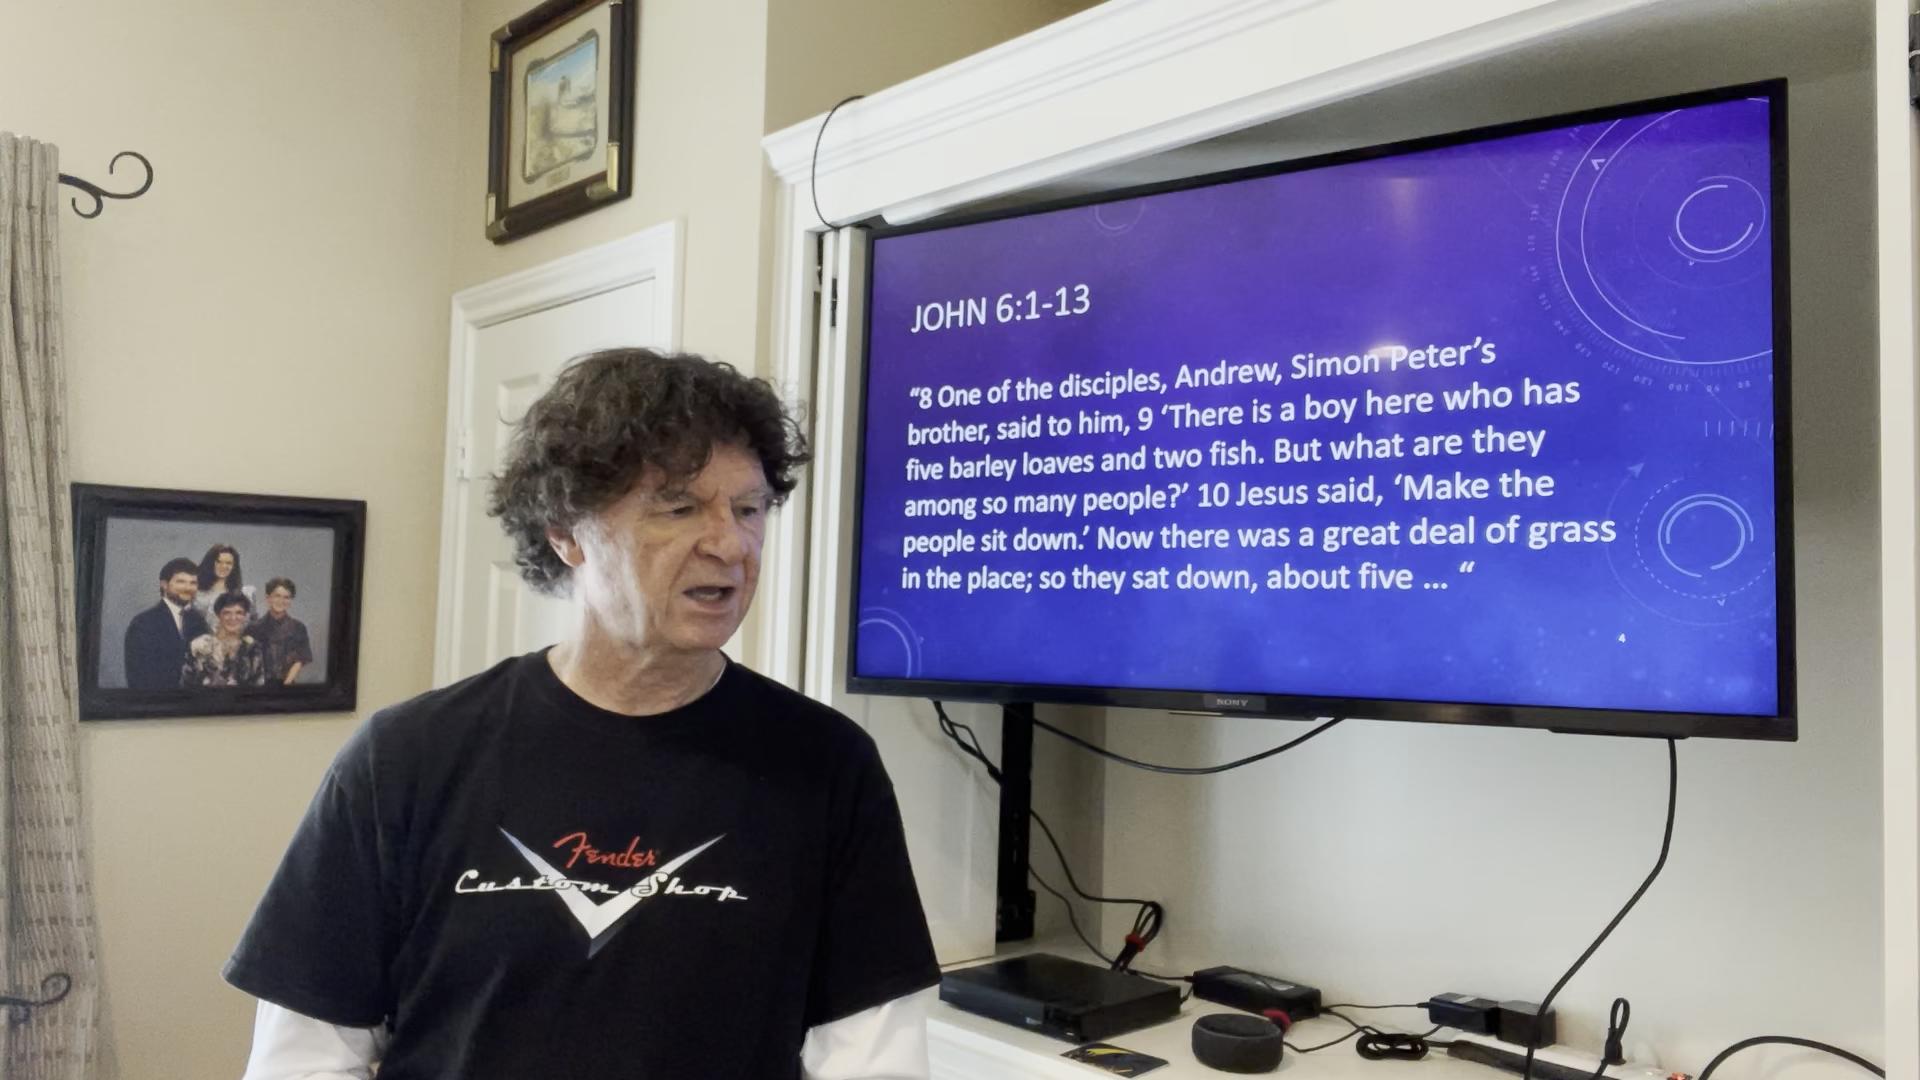 JOHN 6:1-13
“8 One of the disciples, Andrew, Simon Peter’s
brother, said to him, 9 ‘There is a boy here who has
five barley loaves and two fish. But what are they
among so many people?’ 10 Jesus said, ‘Make the
people sit down.’ Now there was a great deal of grass
in the place; so they sat down, about five ... “
4
SONY
Fender
Custom Shop